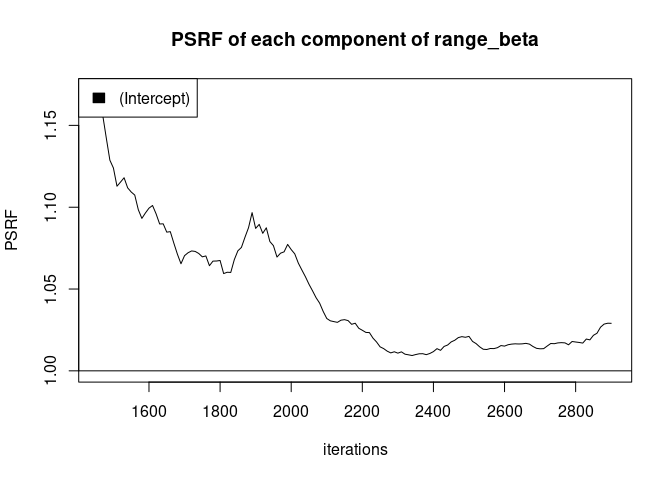 PSRF of each component of range_beta
(Intercept)
PSRF
1.15
1.10
1.05
1.00
1600 1800 2000 2200 2400 2600 2800
iterations